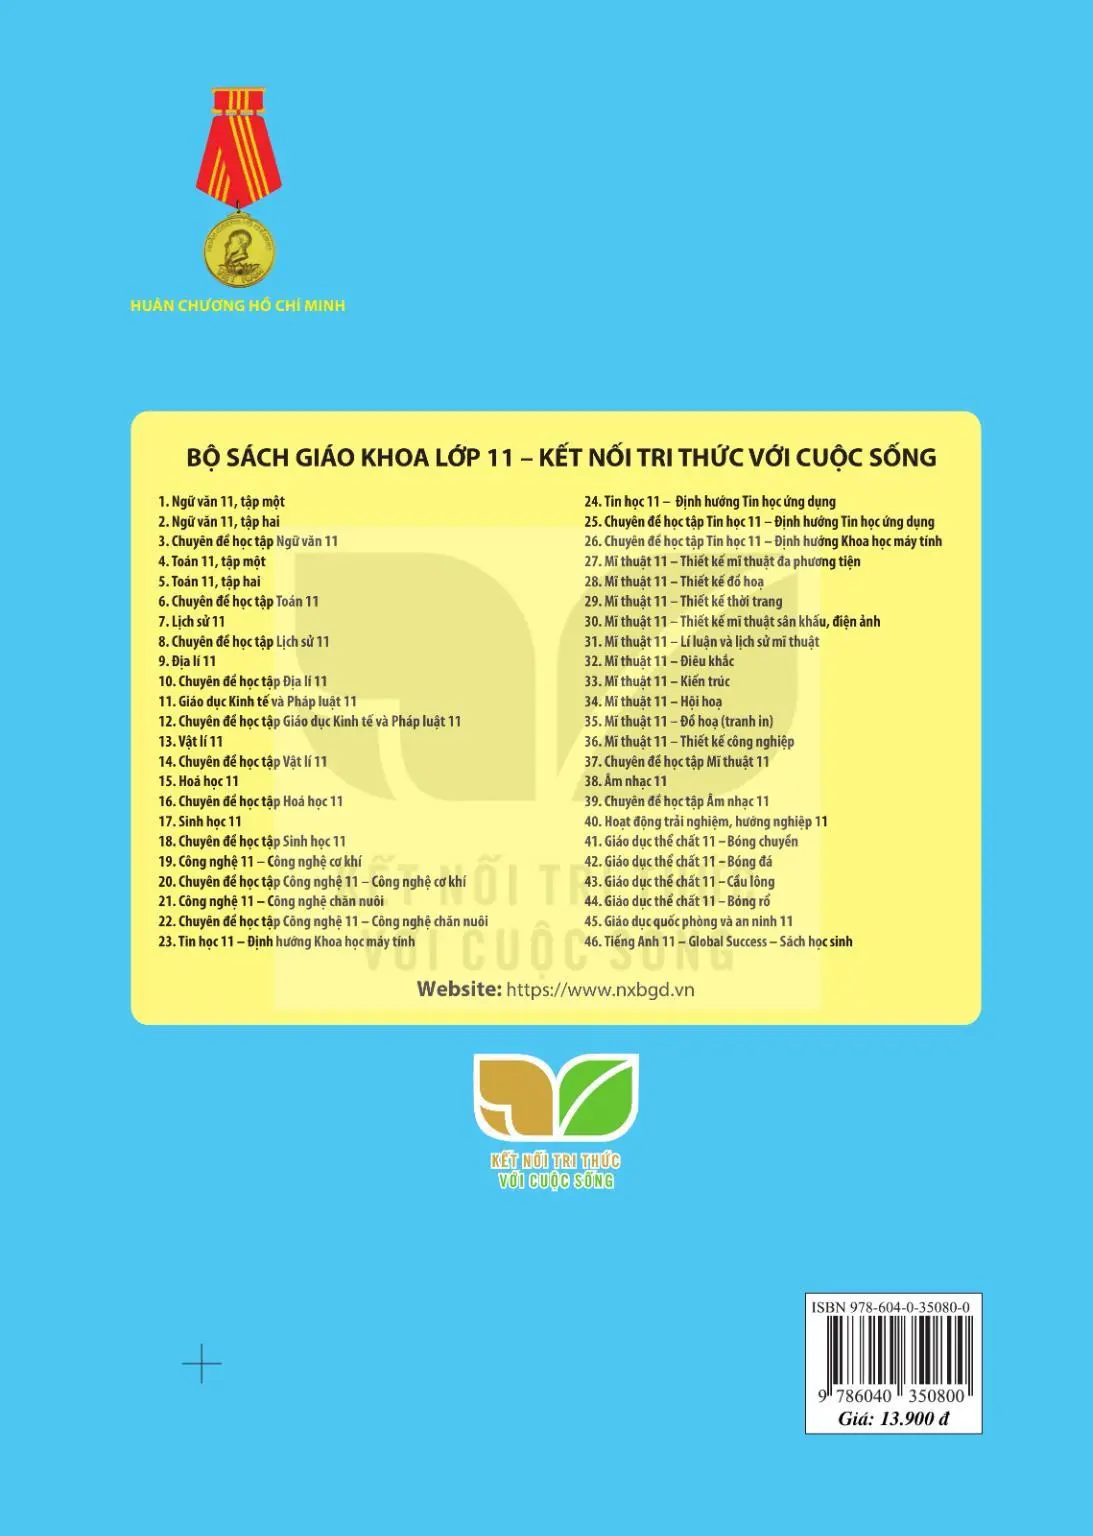 HUÂN CHƯƠNG HỒ CHÍ MINH
BỘ SÁCH GIÁO KHOA LỚP 11 – KẾT NỐI TRI THỨC VỚI CUỘC SỐNG
1. Ngữ văn 11, tập một
2. Ngữ văn 11, tập hai
3. Chuyên đề học tập Ngữ văn 11
4. Toán 11, tập một
5. Toán 11, tập hai
6. Chuyên đề học tập Toán 11
7. Lịch sử 11
8. Chuyên đề học tập Lịch sử 11
9. Địa lí 11
10. Chuyên đề học tập Địa lí 11
11. Giáo dục Kinh tế và Pháp luật 11
12. Chuyên đề học tập Giáo dục Kinh tế và Pháp luật 11
13. Vật lí 11
14. Chuyên đề học tập Vật lí 11
15. Hoá học 11
16. Chuyên đề học tập Hoá học 11
17. Sinh học 11
18. Chuyên đề học tập Sinh học 11
19. Công nghệ 11 – Công nghệ cơ khí
20. Chuyên đề học tập Công nghệ 11 – Công nghệ cơ khí
21. Công nghệ 11 – Công nghệ chăn nuôi
22. Chuyên đề học tập Công nghệ 11 – Công nghệ chăn nuôi
23. Tin học 11 – Định hướng Khoa học máy tính
24. Tin học 11 – Định hướng Tin học ứng dụng
25. Chuyên đề học tập Tin học 11 – Định hướng Tin học ứng dụng
26. Chuyên đề học tập Tin học 11 – Định hướng Khoa học máy tính
27. Mĩ thuật 11 – Thiết kế mĩ thuật đa phương tiện
28. Mĩ thuật 11 – Thiết kế đồ hoạ
29. Mĩ thuật 11 – Thiết kế thời trang
30. Mĩ thuật 11 – Thiết kế mĩ thuật sân khấu, điện ảnh
31. Mĩ thuật 11 – Lí luận và lịch sử mĩ thuật
32. Mĩ thuật 11 – Điêu khắc
33. Mĩ thuật 11 – Kiến trúc
34. Mĩ thuật 11 – Hội hoạ
35. Mĩ thuật 11 – Đồ hoạ (tranh in)
36. Mĩ thuật 11 – Thiết kế công nghiệp
37. Chuyên đề học tập Mĩ thuật 11
38. Âm nhạc 11
39. Chuyên đề học tập Âm nhạc 11
40. Hoạt động trải nghiệm, hướng nghiệp 11
41. Giáo dục thể chất 11 – Bóng chuyền
42. Giáo dục thể chất 11 – Bóng đá
43. Giáo dục thể chất 11 – Cầu lông
44. Giáo dục thể chất 11 – Bóng rổ
45. Giáo dục quốc phòng và an ninh 11
46. Tiếng Anh 11 – Global Success – Sách học sinh
KẾT NỐI TRI THỨC
VỚI CUỘC SỐNG
Website: https://www.nxbgd.vn
KẾT NỐI TRI THỨC
VỚI CUỘC SỐNG
ISBN 978-604-0-35080-0
9 786040 350800
Giá: 13.900 đ